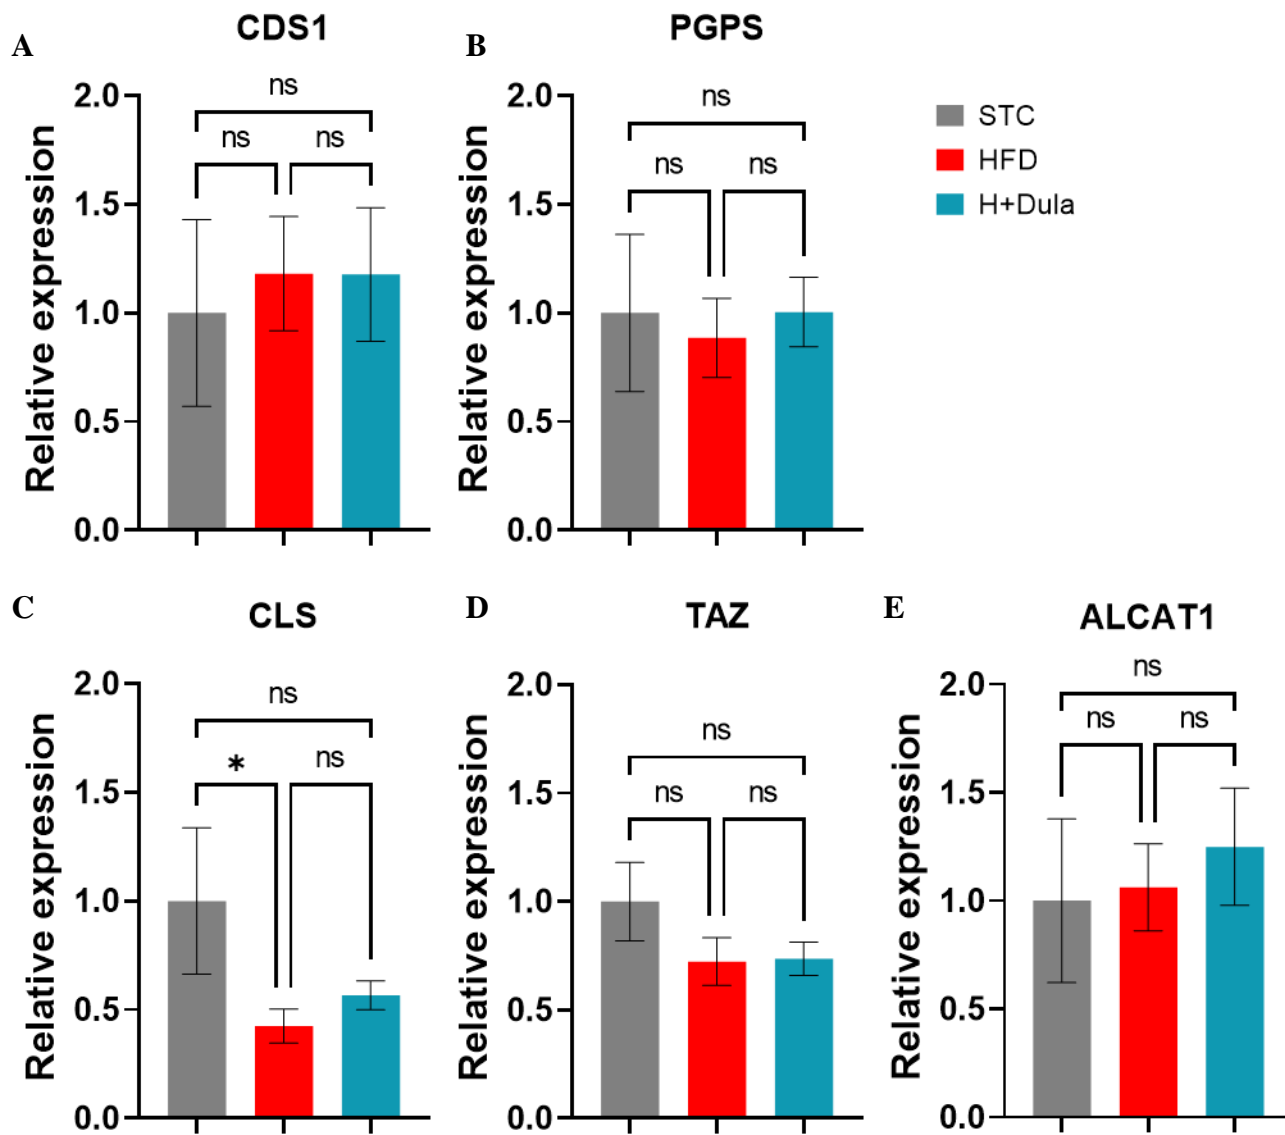 A
CDS1
ns
ns
ns
Relative expression
2.0
1.5
1.0
0.5
0.0
B
PGPS
ns
ns
ns
Relative expression
2.0
1.5
1.0
0.5
0.0
STC
HFD
H+Dula
C
CLS
ns
*
ns
Relative expression
2.0
1.5
1.0
0.5
0.0
D
TAZ
ns
ns
ns
Relative expression
2.0
1.5
1.0
0.5
0.0
E
ALCAT1
ns
ns
ns
Relative expression
2.0
1.5
1.0
0.5
0.0